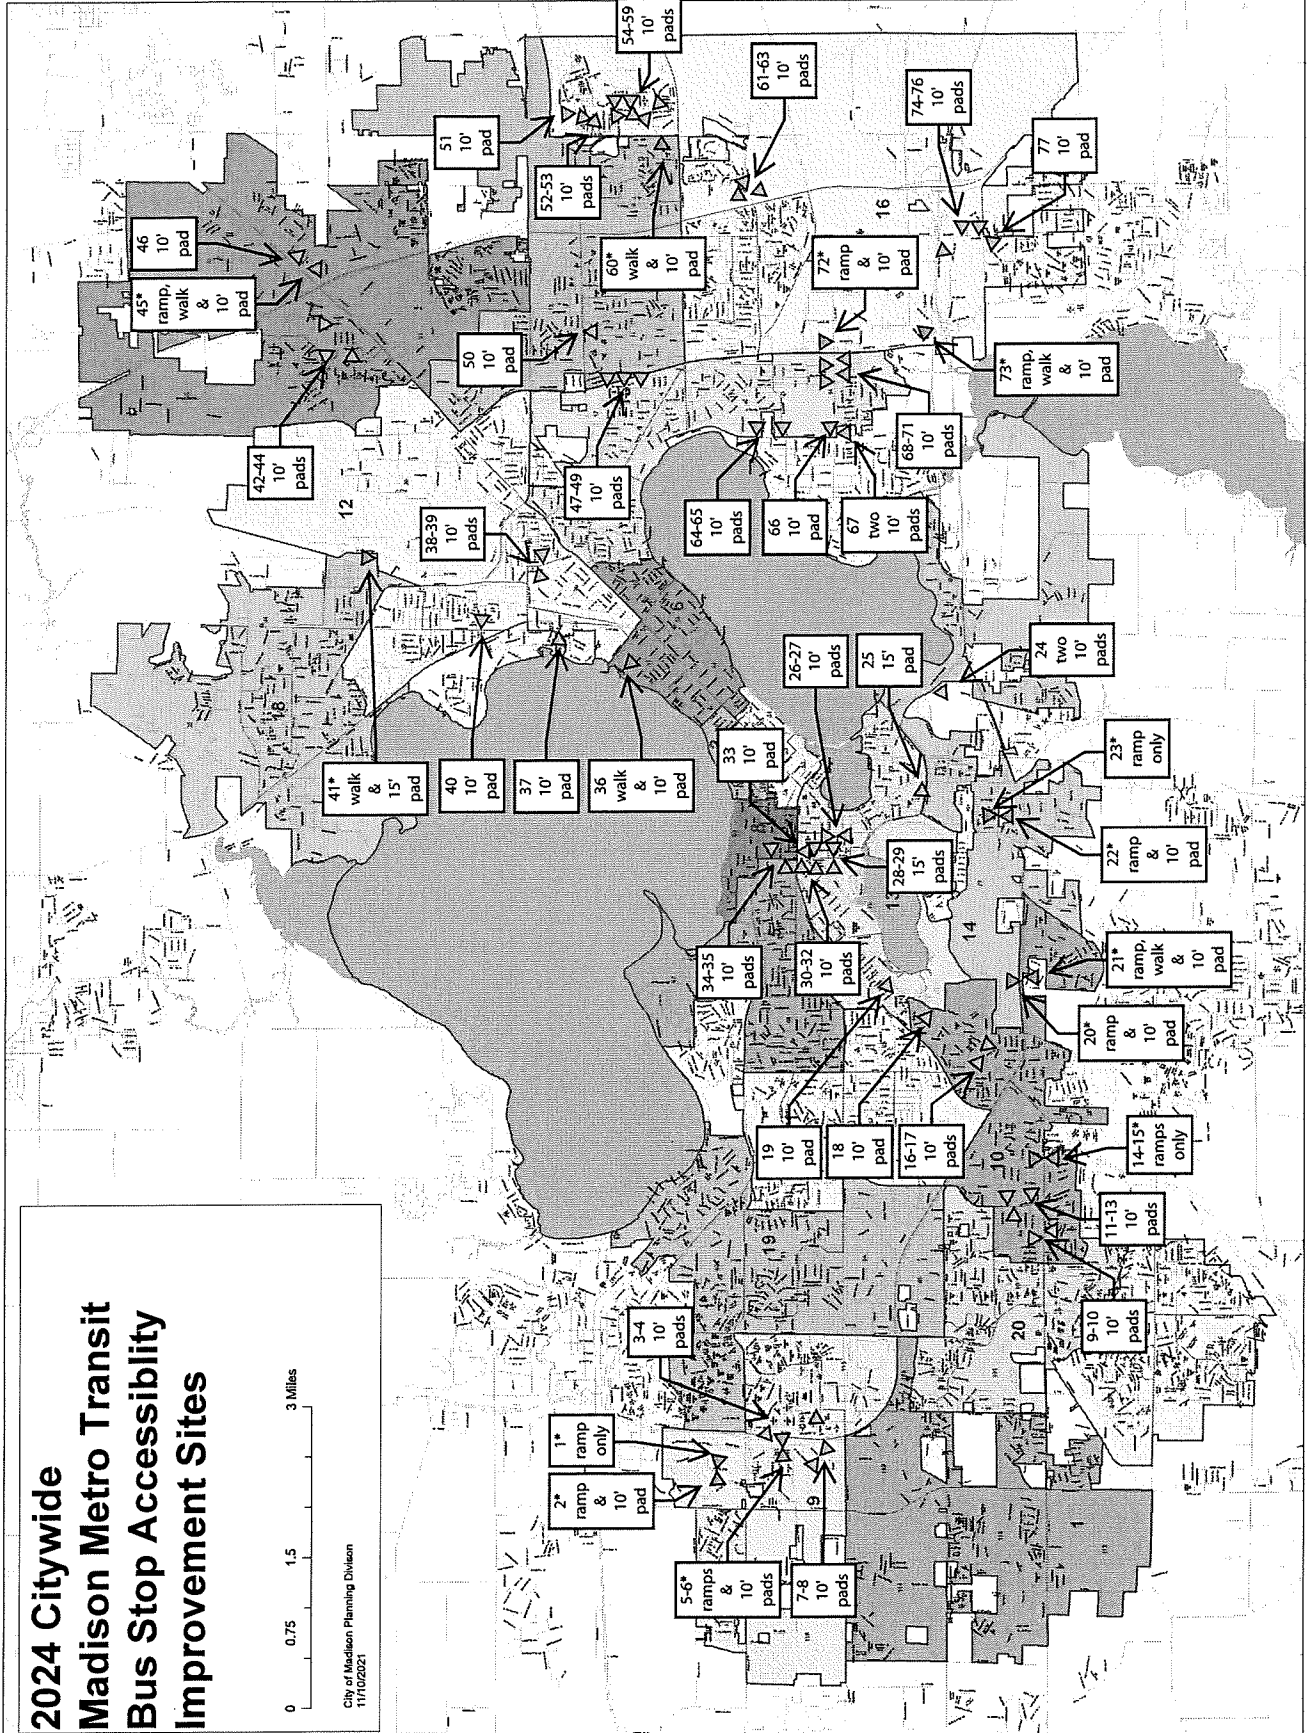 2024 Citywide
Madison Metro Transit
Bus Stop Accessiblity
Improvement Sites
0
0.75
1.5
3 Miles
City of Madison Planning Divison
11/10/2021
1*
ramp
only
2*
ramp
&
10'
pad
3-4
10'
pads
5-6*
ramps
&
10'
pads
7-8
10'
pads
9-10
10'
pads
11-13
10'
pads
14-15*
ramps
only
16-17
10'
pads
18
10'
pad
19
10'
pad
20*
ramp
&
10'
pad
21*
ramp,
walk
&
10'
pad
22*
ramp
&
10'
pad
23*
ramp
only
24
two
10'
pads
25
15'
pad
26-27
10'
pads
28-29
15'
pads
30-32
10'
pads
33
10'
pad
34-35
10'
pads
36
walk
&
10'
pad
37
10'
pad
38-39
10'
pads
40
10'
pad
41*
walk
&
15'
pad
42-44
10'
pads
45*
ramp,
walk
&
10'
pad
46
10'
pad
47-49
10'
pads
50
10'
pad
51
10'
pad
52-53
10'
pads
54-59
10'
pads
60*
walk
&
10'
pad
61-63
10'
pads
64-65
10'
pads
66
10'
pad
67
two
10'
pads
68-71
10'
pads
72*
ramp
&
10'
pad
73*
ramp,
walk
&
10'
pad
74-76
10'
pads
77
10'
pad
12
18
16
6
8
13
14
10
19
20
9
1